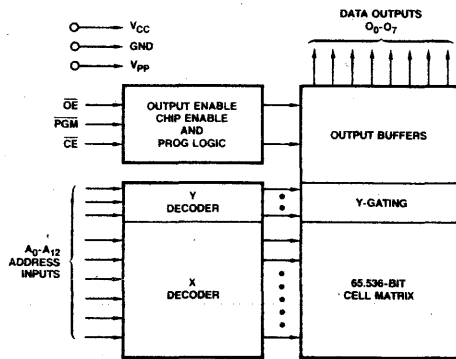 DATA OUTPUTS
O0-O7
VCC
GND
VPP
OE
PGM
CE
OUTPUT ENABLE
CHIP ENABLE
AND
PROG LOGIC
OUTPUT BUFFERS
A0-A12
ADDRESS
INPUTS
Y
DECODER
Y-GATING
X
DECODER
65,536-BIT
CELL MATRIX